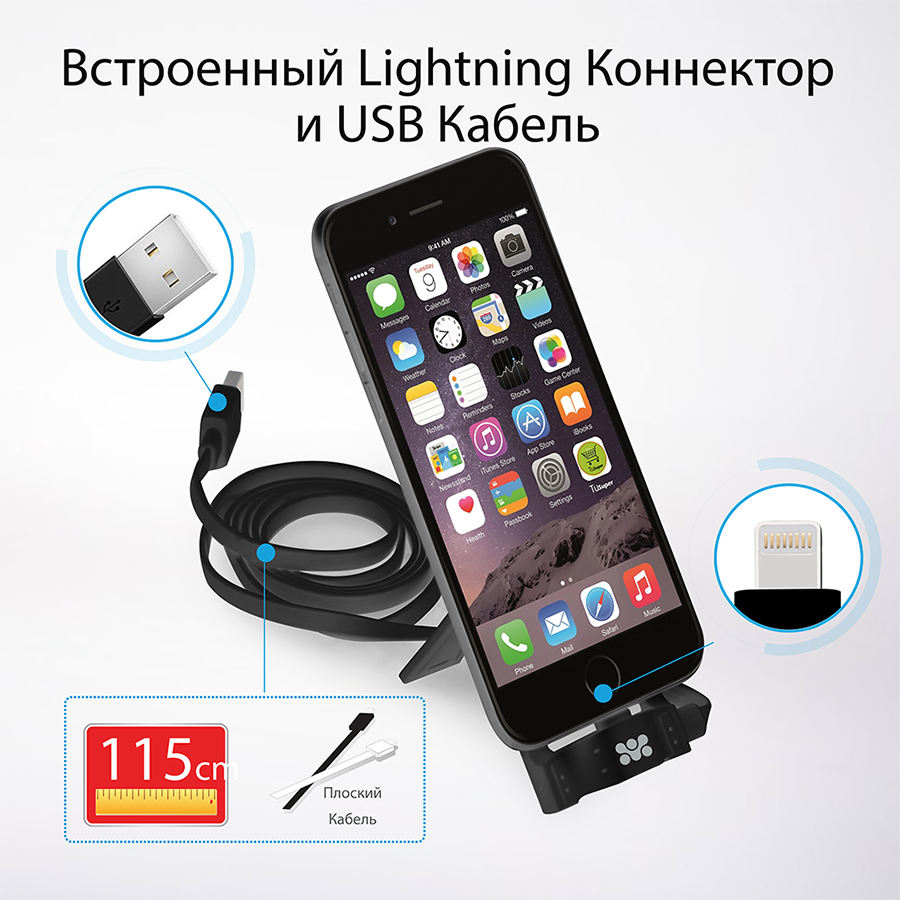 Встроенный Lightning Коннектор
и USB Кабель
100%
9:41 AM
Tuesday
9
Messages
Calendar
Photos
Camera
Weather
Clock
Maps
Videos
Notes
Reminders
Stocks
Game Center
Newsstand
iTunes Store
App Store
iBooks
Health
Passbook
Settings
TUSuper
Phone
Mail
Safari
Music
115cm
Плоский
Кабель